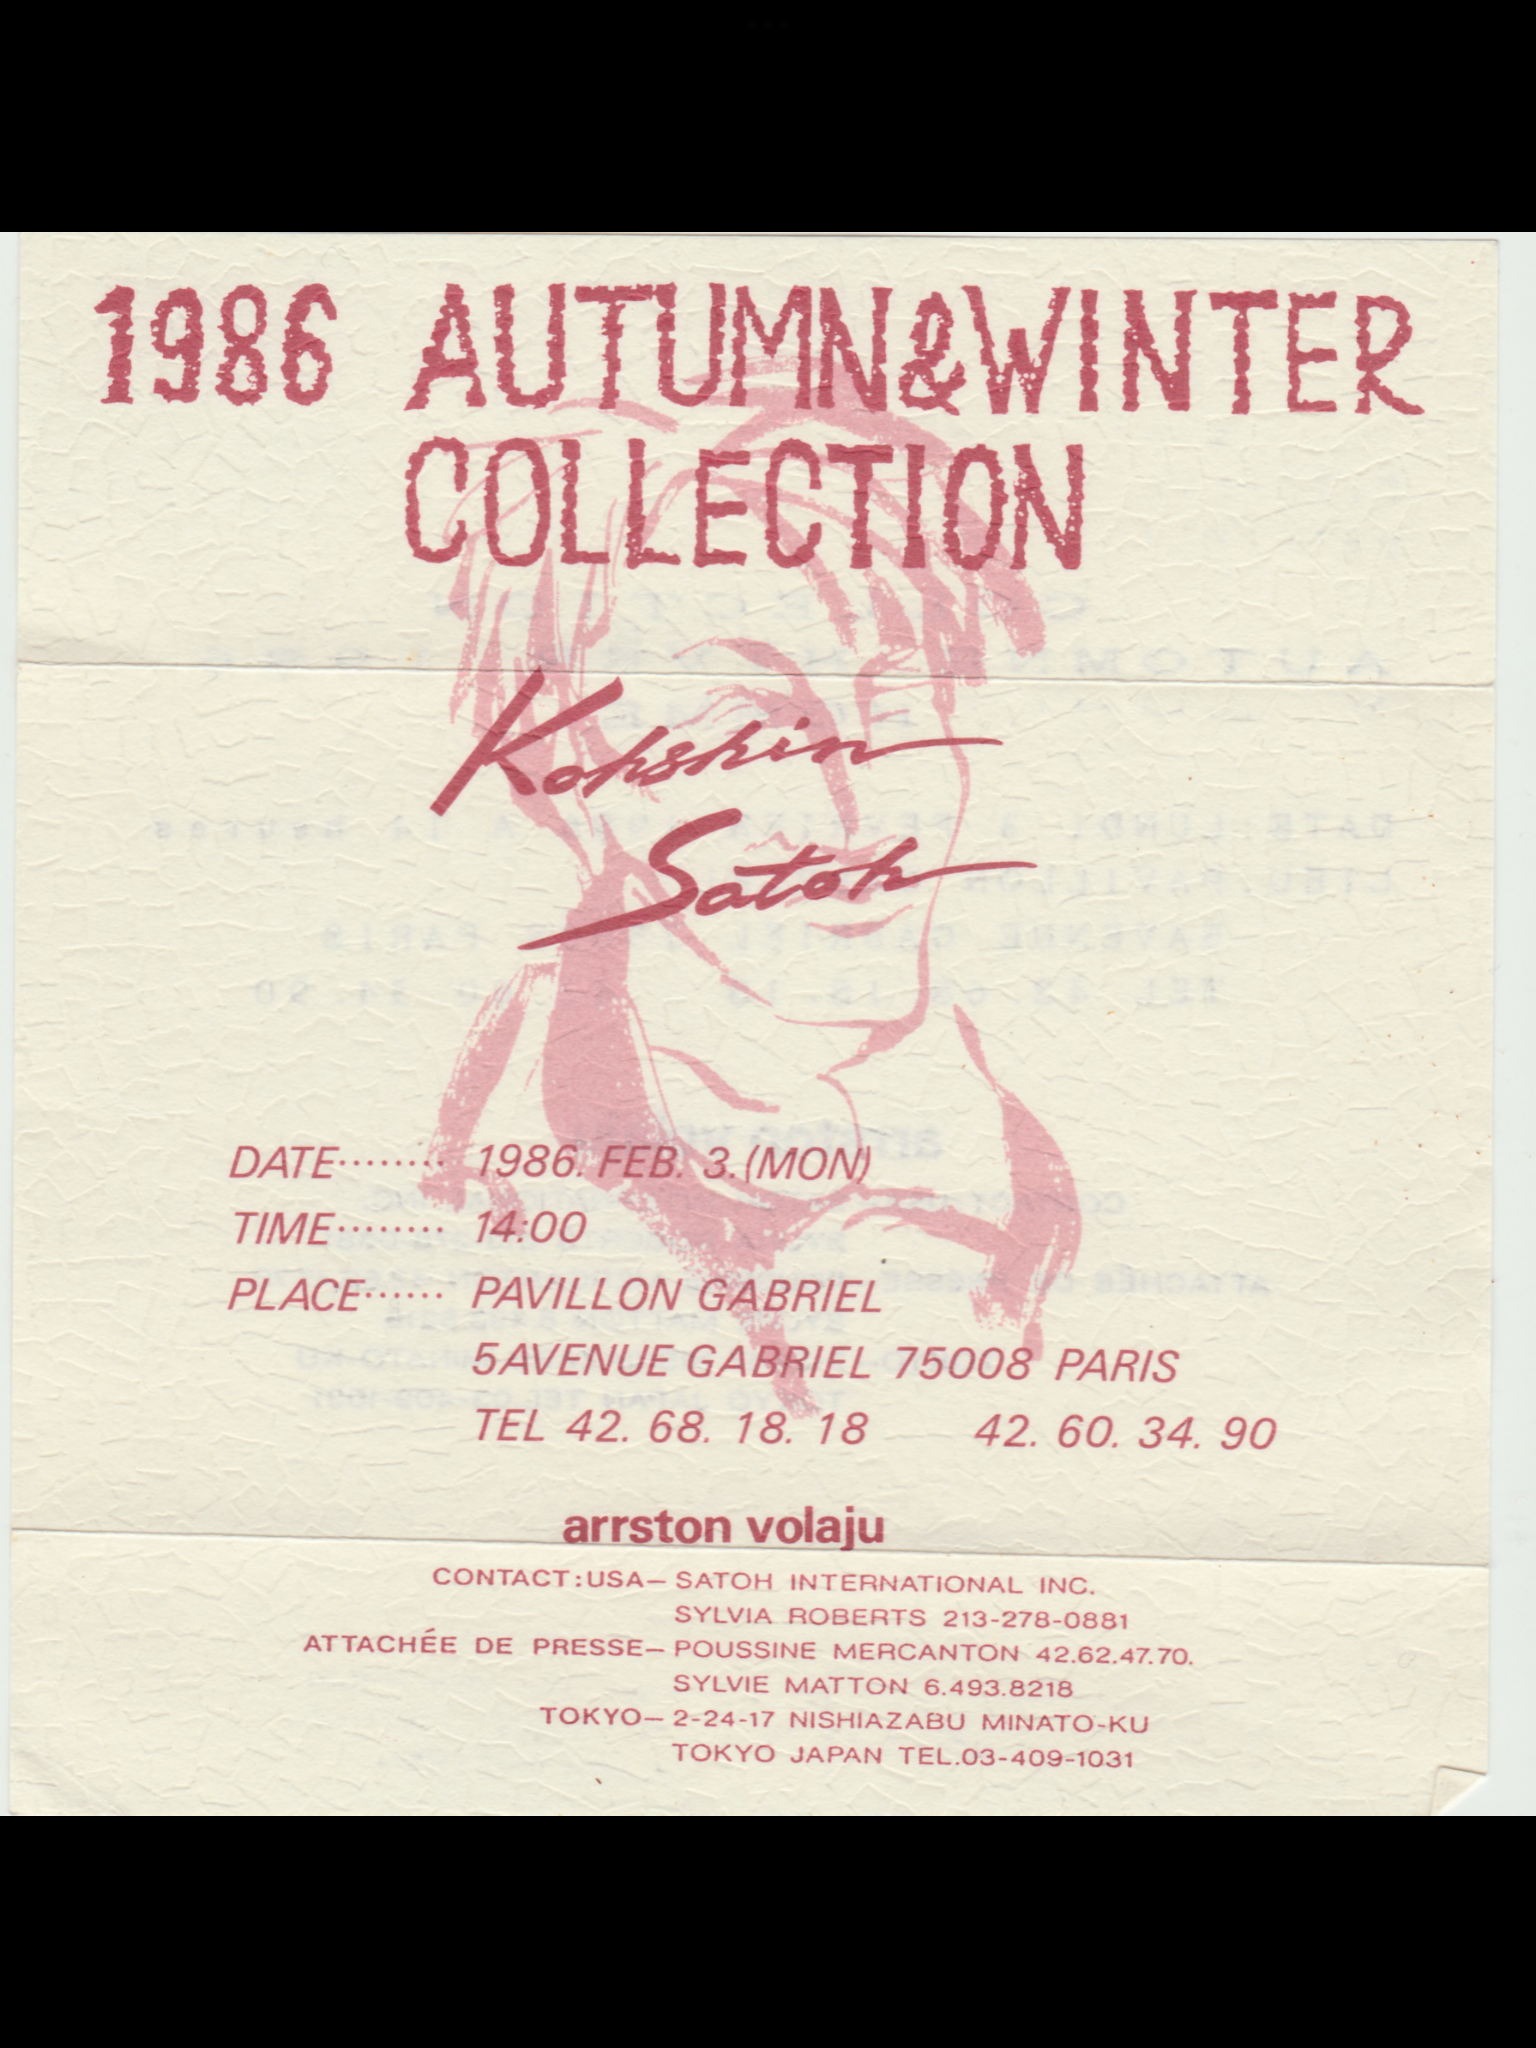 1986 AUTUMN&WINTER
COLLECTION
Kohshin
Satoh
DATE········ 1986. FEB. 3.(MON)
TIME········ 14:00
PLACE······ PAVILLON GABRIEL
5AVENUE GABRIEL 75008 PARIS
TEL 42. 68. 18. 18 42. 60. 34. 90
arrston volaju
CONTACT:USA— SATOH INTERNATIONAL INC.
SYLVIA ROBERTS 213-278-0881
ATTACHÉE DE PRESSE— POUSSINE MERCANTON 42.62.47.70.
SYLVIE MATTON 6.493.8218
TOKYO— 2-24-17 NISHIAZABU MINATO-KU
TOKYO JAPAN TEL.03-409-1031